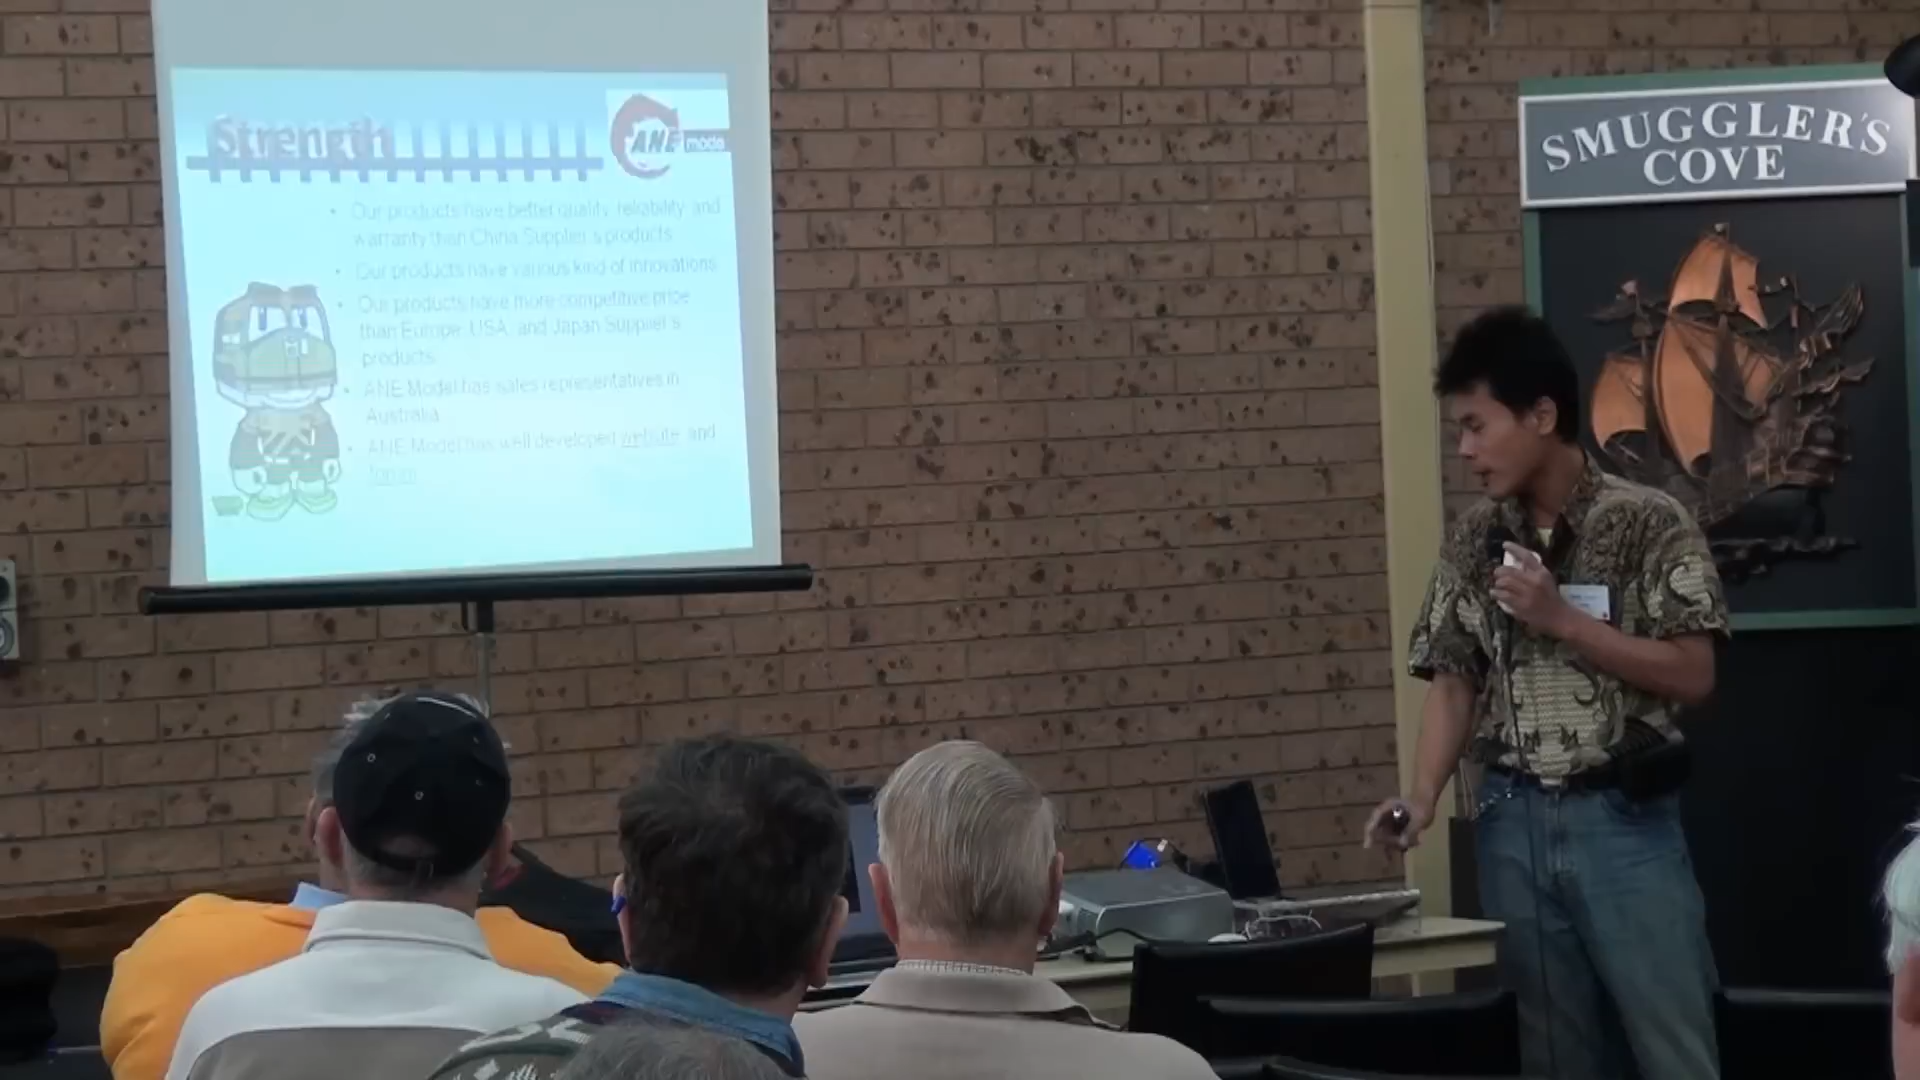 Strength
ANE model
• Our products have better quality, reliability and
warranty than China Supplier's products
• Our products have various kind of innovations
• Our products have more competitive price
than Europe, USA, and Japan Supplier's
products.
• ANE Model has sales representatives in
Australia
• ANE Model has well developed website and
forum
SMUGGLER'S
COVE